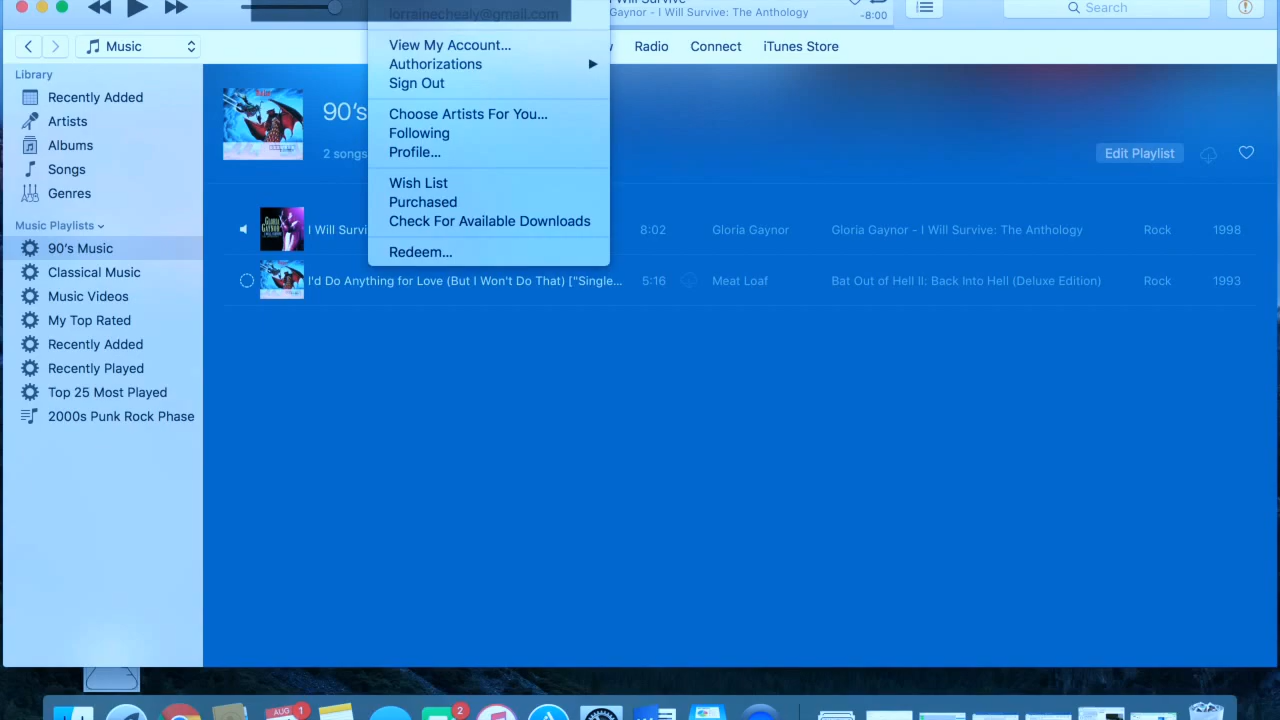 lorrainechealy@gmail.com
Gaynor - I Will Survive: The Anthology
-8:00
Search
Music
View My Account...
Authorizations
Sign Out
Choose Artists For You...
Following
Profile...
Wish List
Purchased
Check For Available Downloads
Redeem...
Radio
Connect
iTunes Store
Library
Recently Added
Artists
Albums
Songs
Genres
Music Playlists
90's Music
Classical Music
Music Videos
My Top Rated
Recently Added
Recently Played
Top 25 Most Played
2000s Punk Rock Phase
90's
2 songs
Edit Playlist
I Will Survi 8:02 Gloria Gaynor Gloria Gaynor - I Will Survive: The Anthology Rock 1998
I'd Do Anything for Love (But I Won't Do That) ["Single... 5:16 Meat Loaf Bat Out of Hell II: Back Into Hell (Deluxe Edition) Rock 1993
AUG 1
2